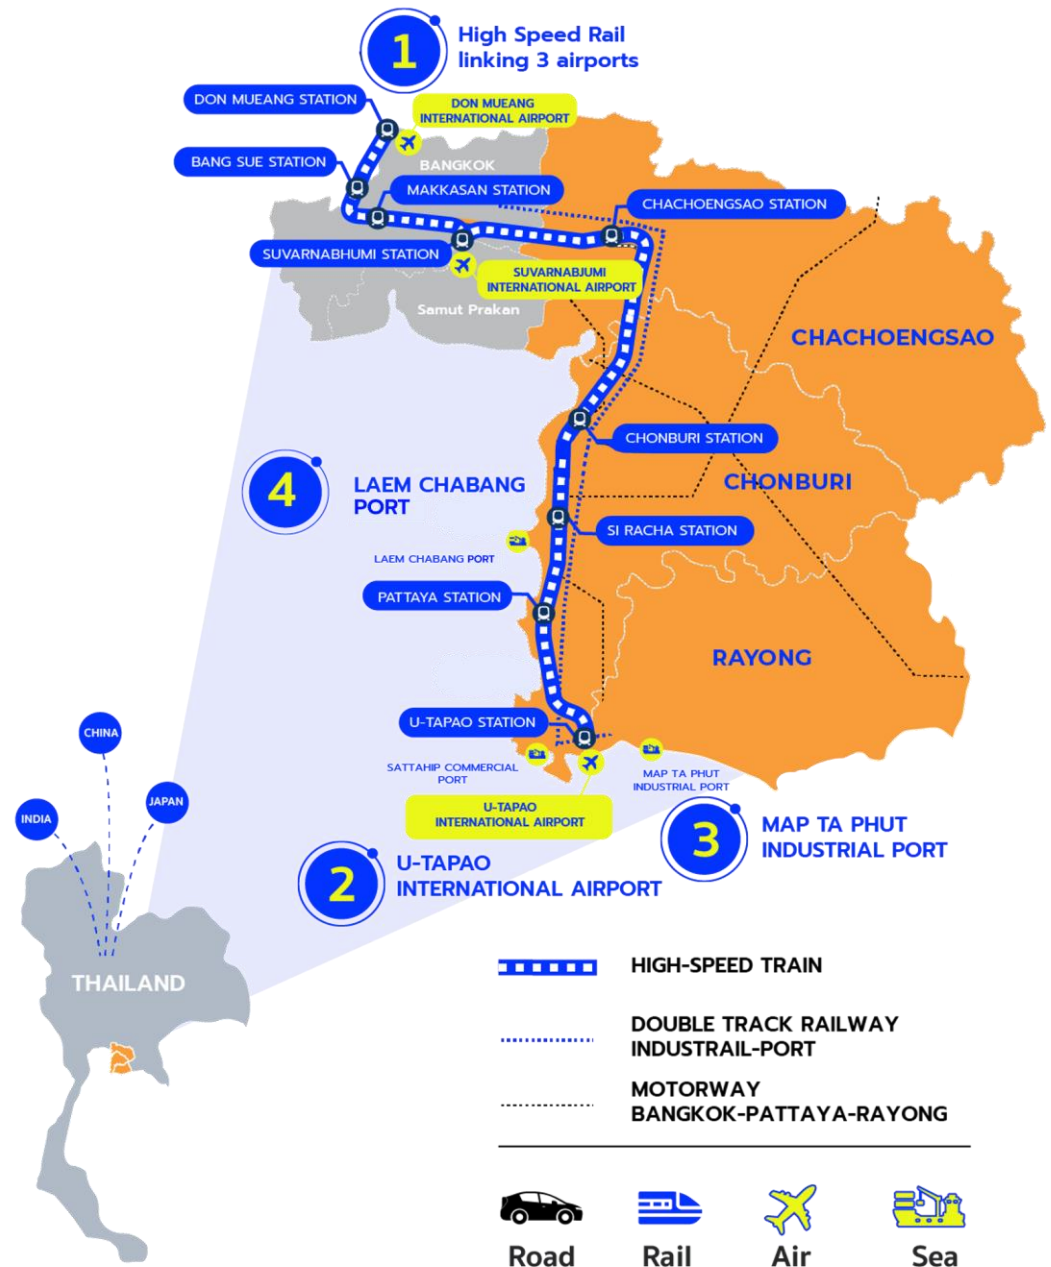 1
High Speed Rail
linking 3 airports
DON MUEANG STATION
DON MUEANG
INTERNATIONAL AIRPORT
BANGKOK
BANG SUE STATION
MAKKASAN STATION
CHACHOENGSAO STATION
SUVARNABHUMI STATION
SUVARNABJUMI
INTERNATIONAL AIRPORT
Samut Prakan
CHACHOENGSAO
CHONBURI STATION
4
LAEM CHABANG
PORT
CHONBURI
SI RACHA STATION
LAEM CHABANG PORT
PATTAYA STATION
RAYONG
U-TAPAO STATION
SATTAHIP COMMERCIAL
PORT
MAP TA PHUT
INDUSTRIAL PORT
U-TAPAO
INTERNATIONAL AIRPORT
3
MAP TA PHUT
INDUSTRIAL PORT
2
U-TAPAO
INTERNATIONAL AIRPORT
CHINA
JAPAN
INDIA
THAILAND
HIGH-SPEED TRAIN
DOUBLE TRACK RAILWAY
INDUSTRAIL-PORT
MOTORWAY
BANGKOK-PATTAYA-RAYONG
Road
Rail
Air
Sea